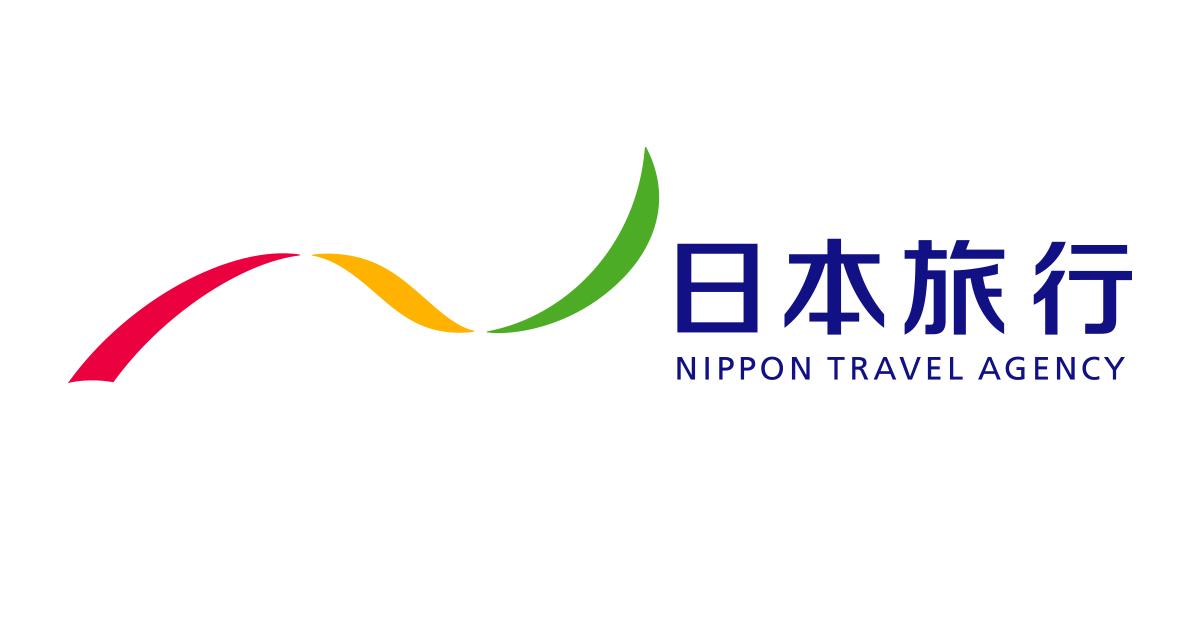 日本旅行
NIPPON TRAVEL AGENCY